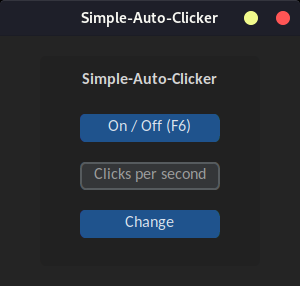 Simple-Auto-Clicker
Simple-Auto-Clicker
On / Off (F6)
Clicks per second
Change